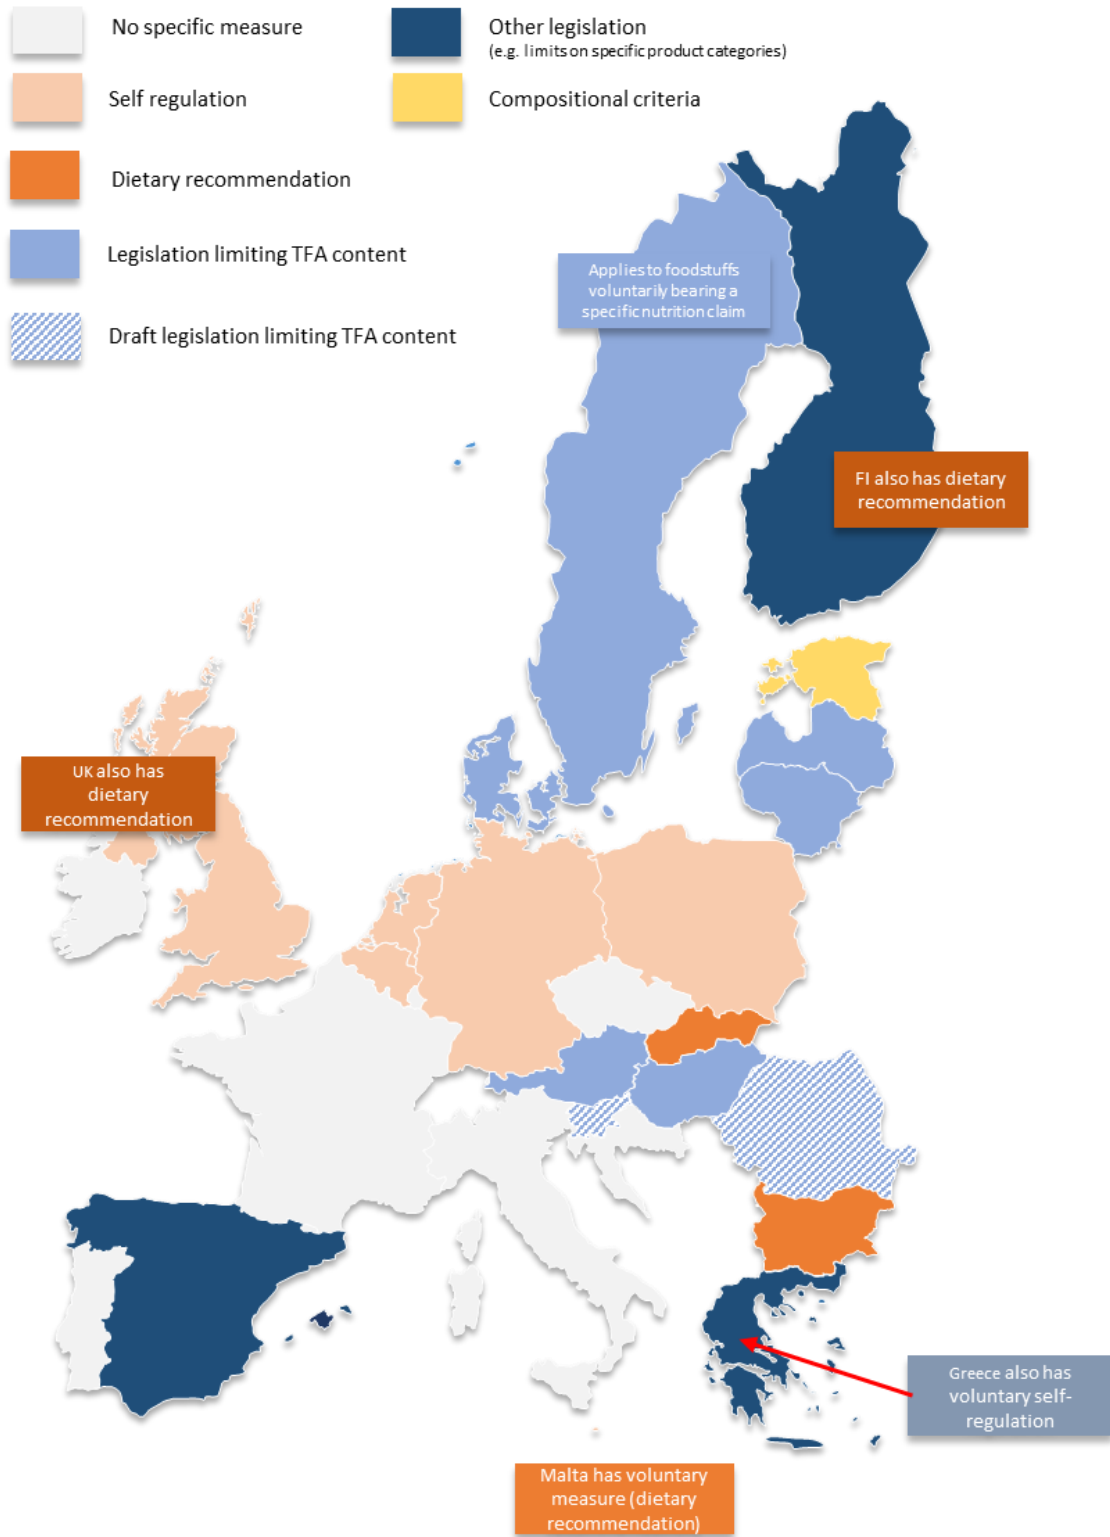 No specific measure
Other legislation
(e.g. limits on specific product categories)
Self regulation
Compositional criteria
Dietary recommendation
Legislation limiting TFA content
Draft legislation limiting TFA content
Applies to foodstuffs
voluntarily bearing a
specific nutrition claim
FI also has dietary
recommendation
UK also has
dietary
recommendation
Greece also has
voluntary self-
regulation
Malta has voluntary
measure (dietary
recommendation)